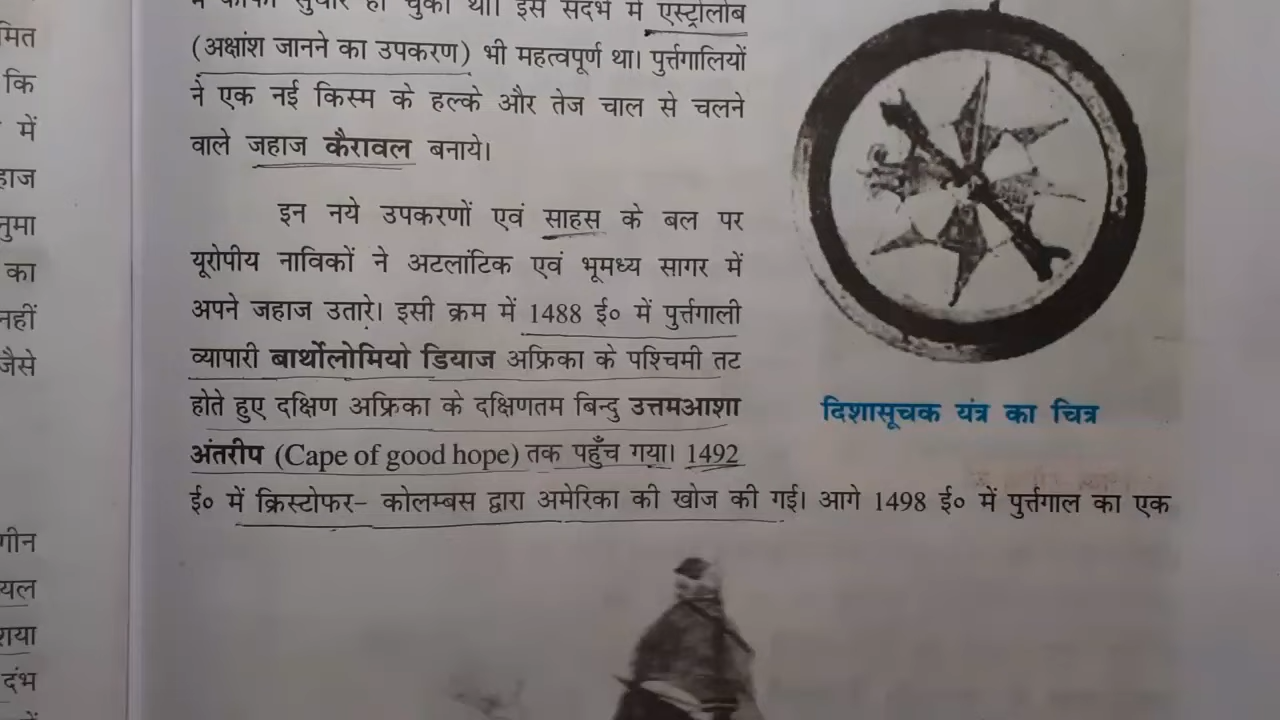 में काफी सुधार हो चुका था। इस संदर्भ में एस्ट्रोलोब
(अक्षांश जानने का उपकरण) भी महत्वपूर्ण था। पुर्त्तगालियों
ने एक नई किस्म के हल्के और तेज चाल से चलने
वाले जहाज कैरावल बनाये।
इन नये उपकरणों एवं साहस के बल पर
यूरोपीय नाविकों ने अटलांटिक एवं भूमध्य सागर में
अपने जहाज उतारे। इसी क्रम में 1488 ई० में पुर्त्तगाली
व्यापारी बार्थोलोमियो डियाज अफ्रिका के पश्चिमी तट
होते हुए दक्षिण अफ्रिका के दक्षिणतम बिन्दु उत्तमआशा
अंतरीप (Cape of good hope) तक पहुँच गया। 1492
ई० में क्रिस्टोफर– कोलम्बस द्वारा अमेरिका की खोज की गई। आगे 1498 ई० में पुर्त्तगाल का एक
दिशासूचक यंत्र का चित्र
कि
में
का
नहीं
जैसे